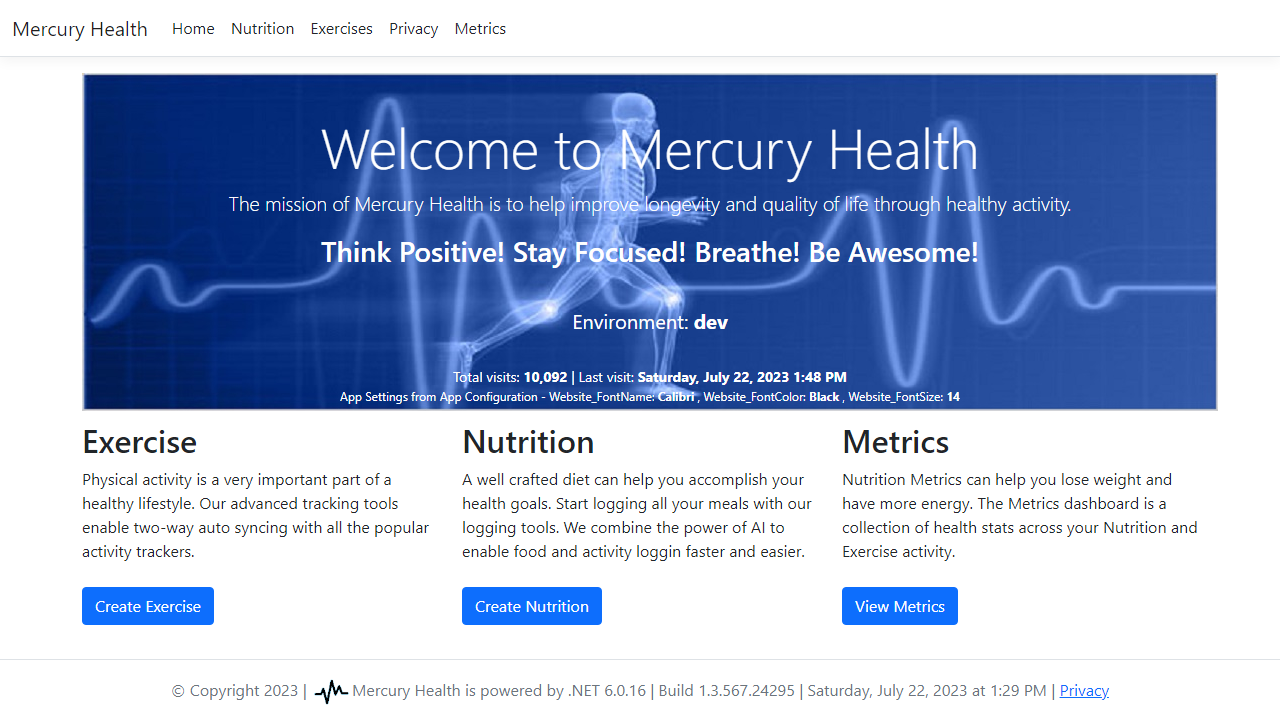 Mercury Health Home Nutrition Exercises Privacy Metrics
Welcome to Mercury Health
The mission of Mercury Health is to help improve longevity and quality of life through healthy activity.
Think Positive! Stay Focused! Breathe! Be Awesome!
Environment: dev
Total visits: 10,092 | Last visit: Saturday, July 22, 2023 1:48 PM
App Settings from App Configuration - Website_FontName: Calibri , Website_FontColor: Black , Website_FontSize: 14
Exercise
Physical activity is a very important part of a
healthy lifestyle. Our advanced tracking tools
enable two-way auto syncing with all the popular
activity trackers.
Create Exercise
Nutrition
A well crafted diet can help you accomplish your
health goals. Start logging all your meals with our
logging tools. We combine the power of AI to
enable food and activity loggin faster and easier.
Create Nutrition
Metrics
Nutrition Metrics can help you lose weight and
have more energy. The Metrics dashboard is a
collection of health stats across your Nutrition and
Exercise activity.
View Metrics
© Copyright 2023 | Mercury Health is powered by .NET 6.0.16 | Build 1.3.567.24295 | Saturday, July 22, 2023 at 1:29 PM | Privacy